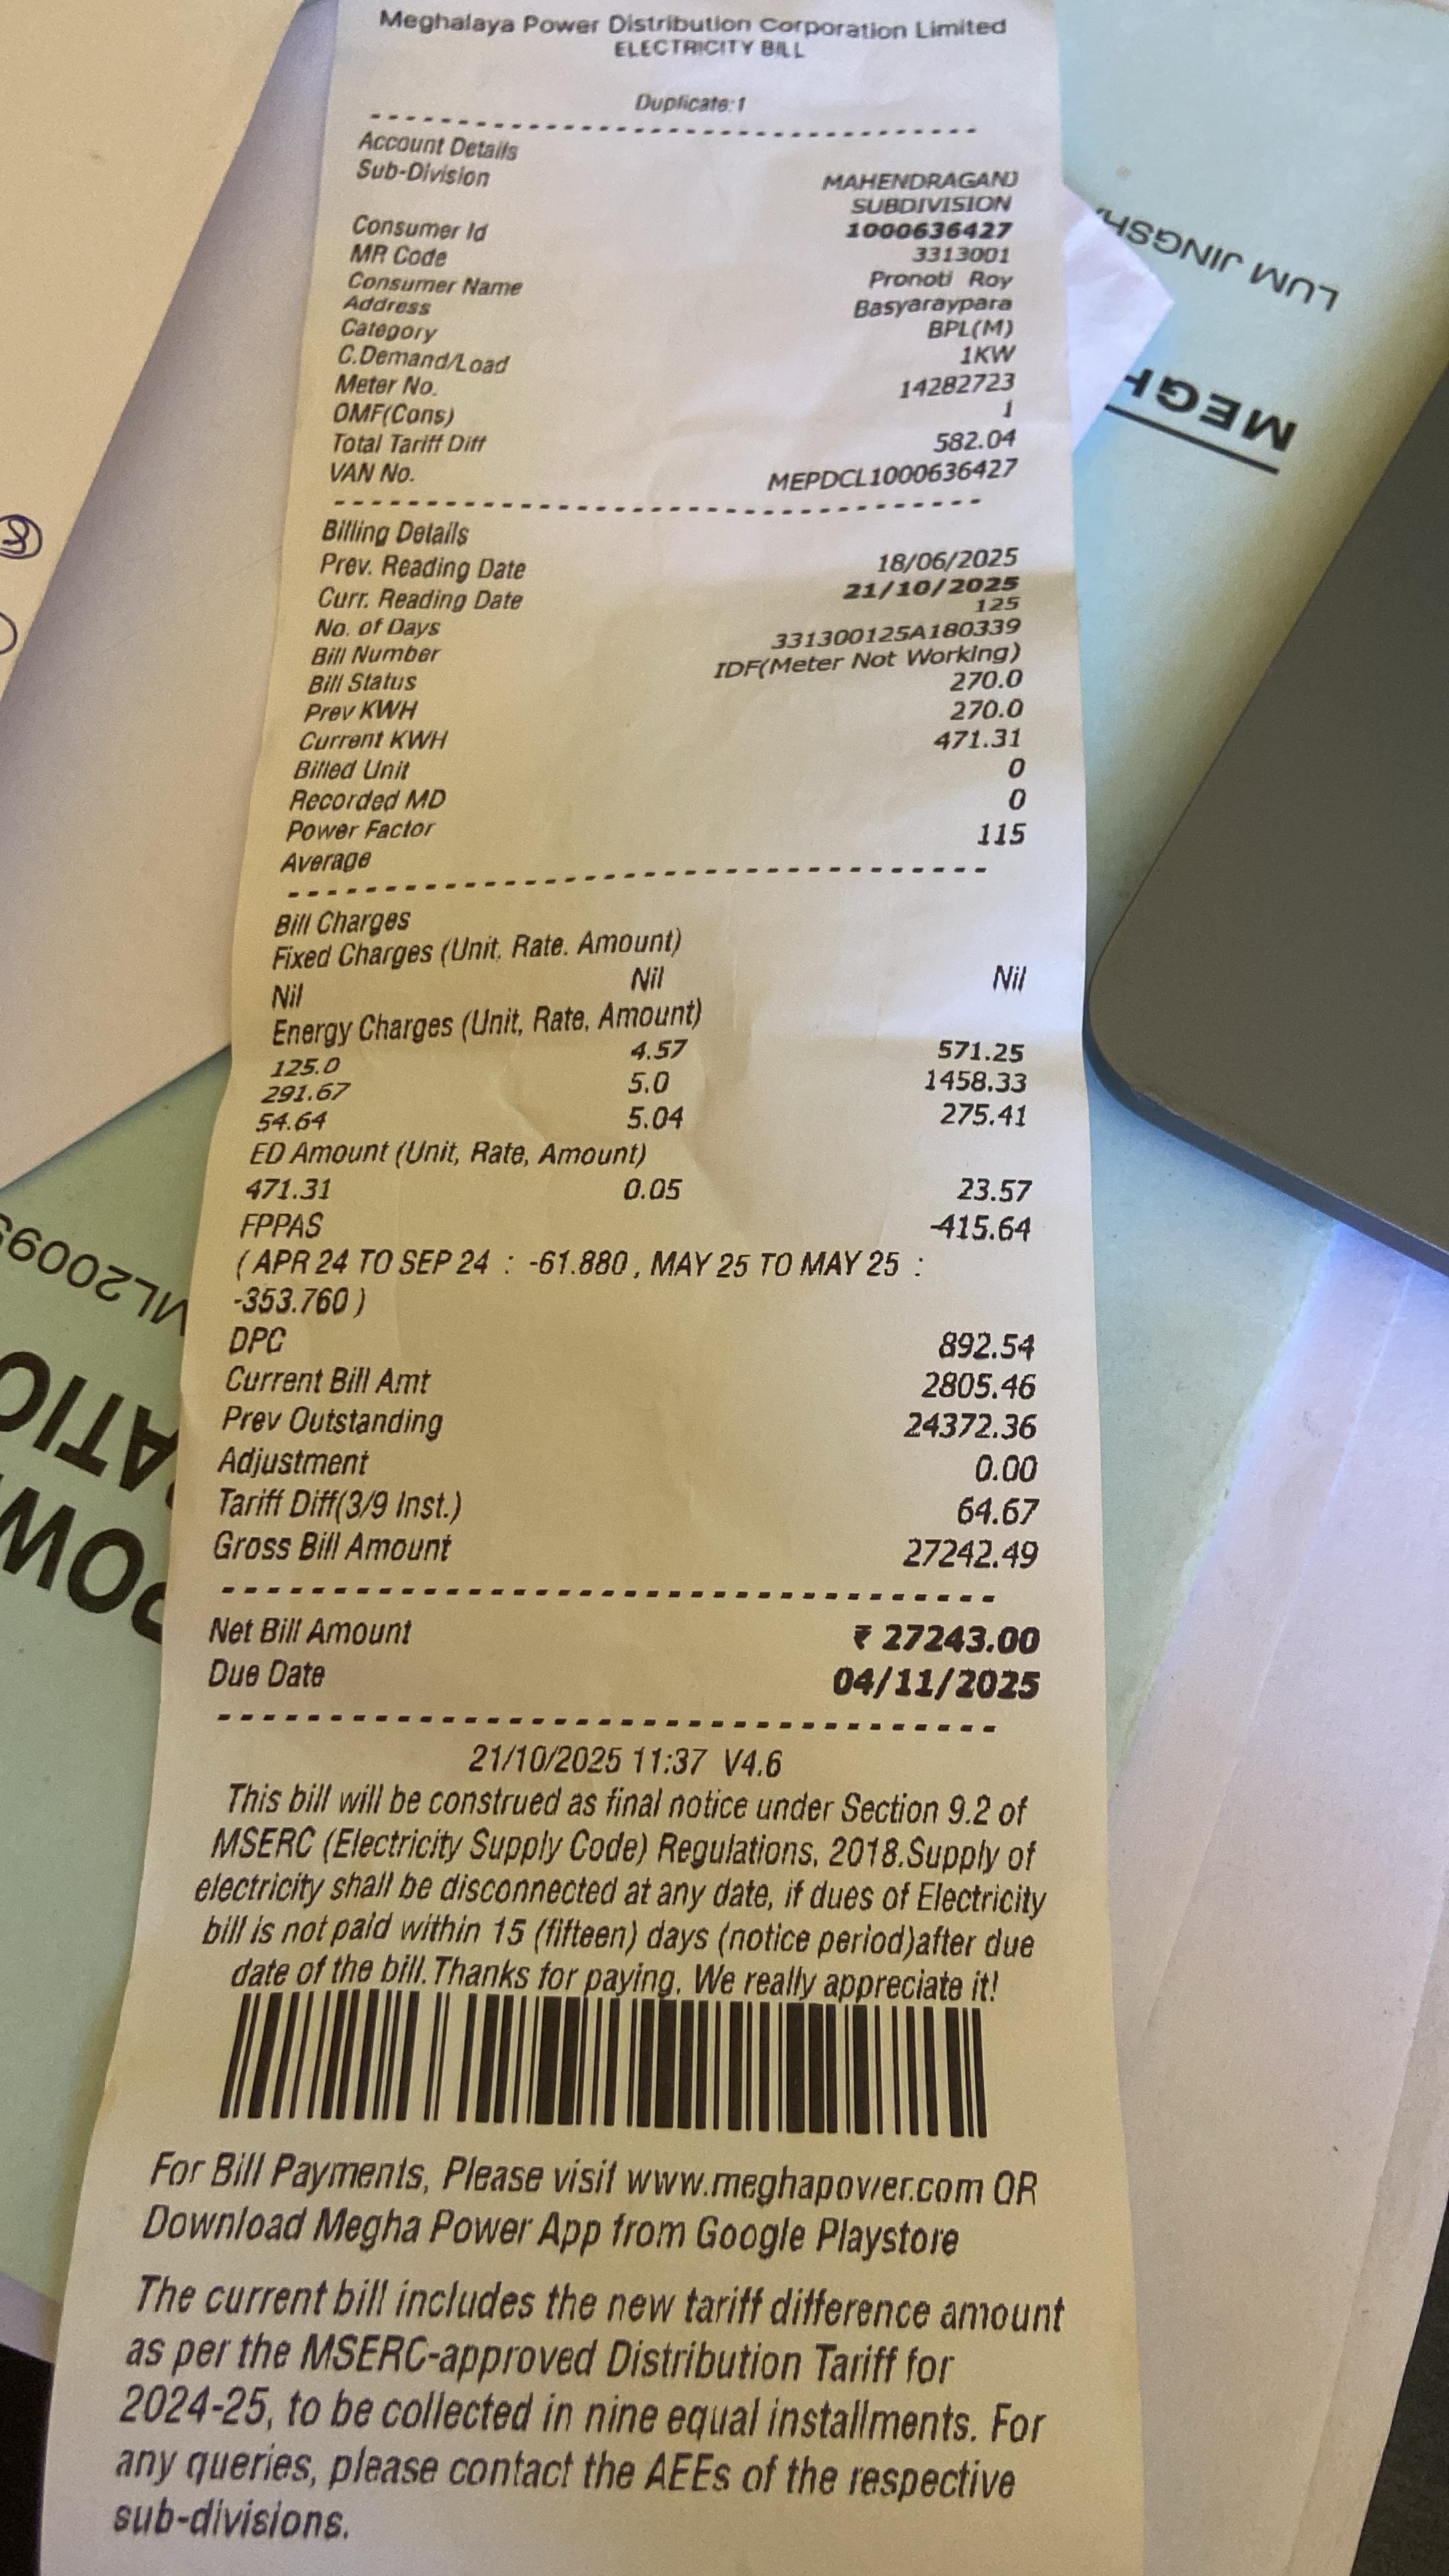 Meghalaya Power Distribution Corporation Limited
ELECTRICITY BILL
Duplicate:1
Account Details
Sub-Division MAHENDRAGANJ
SUBDIVISION
Consumer Id 1000636427
MR Code 3313001
Consumer Name Pronoti Roy
Address Basyaraypara
Category BPL(M)
C.Demand/Load 1KW
Meter No. 14282723
OMF(Cons) 1
Total Tariff Diff 582.04
VAN No. MEPDCL1000636427
Billing Details
Prev. Reading Date 18/06/2025
Curr. Reading Date 21/10/2025
No. of Days 125
Bill Number 331300125A180339
Bill Status IDF(Meter Not Working)
Prev KWH 270.0
Current KWH 270.0
Billed Unit 471.31
Recorded MD 0
Power Factor 0
Average 115
Bill Charges
Fixed Charges (Unit, Rate. Amount)
Nil Nil Nil
Energy Charges (Unit, Rate, Amount)
125.0 4.57 571.25
291.67 5.0 1458.33
54.64 5.04 275.41
ED Amount (Unit, Rate, Amount)
471.31 0.05 23.57
FPPAS -415.64
( APR 24 TO SEP 24 : -61.880 , MAY 25 TO MAY 25 :
-353.760 )
DPC 892.54
Current Bill Amt 2805.46
Prev Outstanding 24372.36
Adjustment 0.00
Tariff Diff(3/9 Inst.) 64.67
Gross Bill Amount 27242.49
Net Bill Amount ₹ 27243.00
Due Date 04/11/2025
21/10/2025 11:37 V4.6
This bill will be construed as final notice under Section 9.2 of
MSERC (Electricity Supply Code) Regulations, 2018.Supply of
electricity shall be disconnected at any date, if dues of Electricity
bill is not paid within 15 (fifteen) days (notice period)after due
date of the bill.Thanks for paying. We really appreciate it!
For Bill Payments, Please visit www.meghapower.com OR
Download Megha Power App from Google Playstore
The current bill includes the new tariff difference amount
as per the MSERC-approved Distribution Tariff for
2024-25, to be collected in nine equal installments. For
any queries, please contact the AEEs of the respective
sub-divisions.
LUM JINGSHA
MEGH
ML2009
ATIO
POW